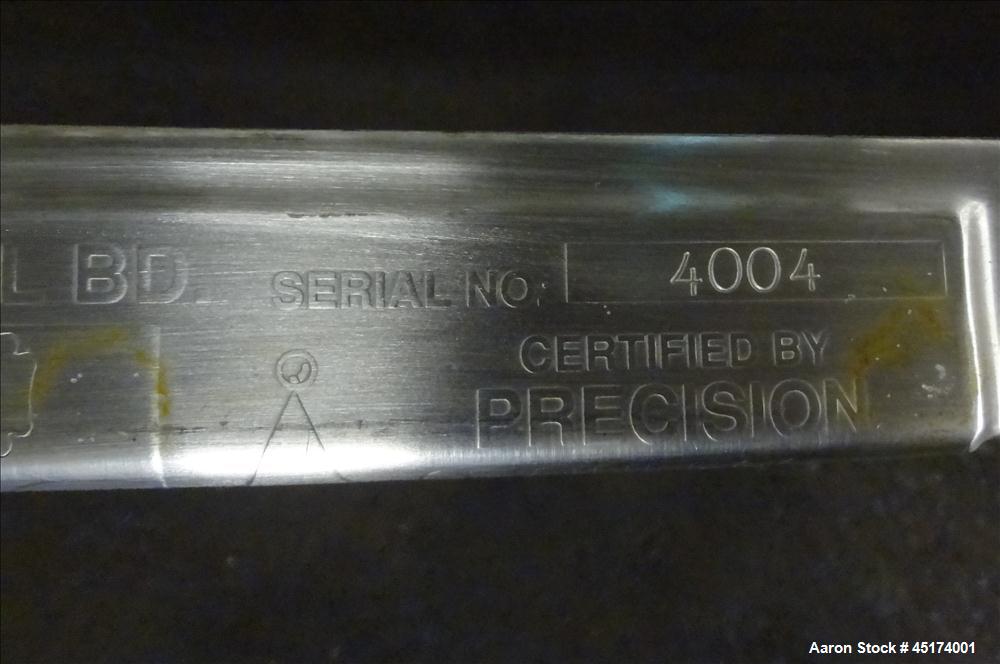 L BD.
SERIAL NO: 4004
CERTIFIED BY
PRECISION
Aaron Stock # 45174001